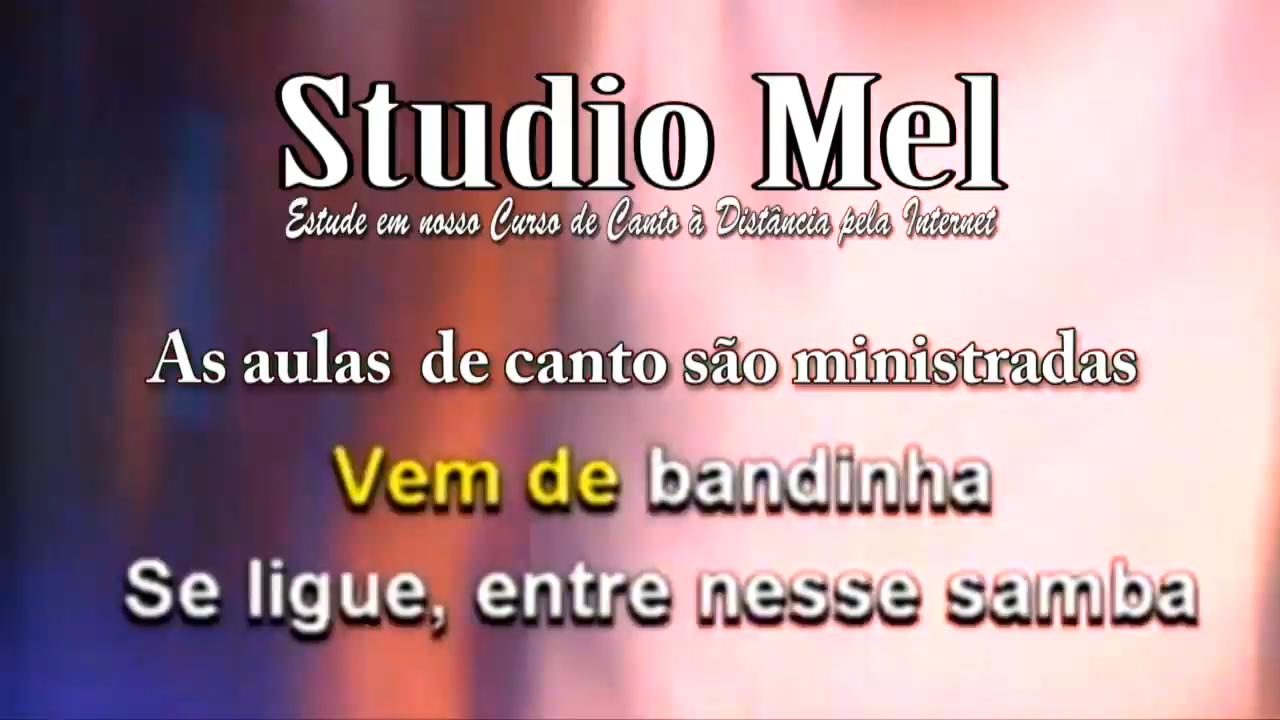 Studio Mel
Estude em nosso Curso de Canto à Distância pela Internet
As aulas de canto são ministradas
Vem de bandinha
Se ligue, entre nesse samba